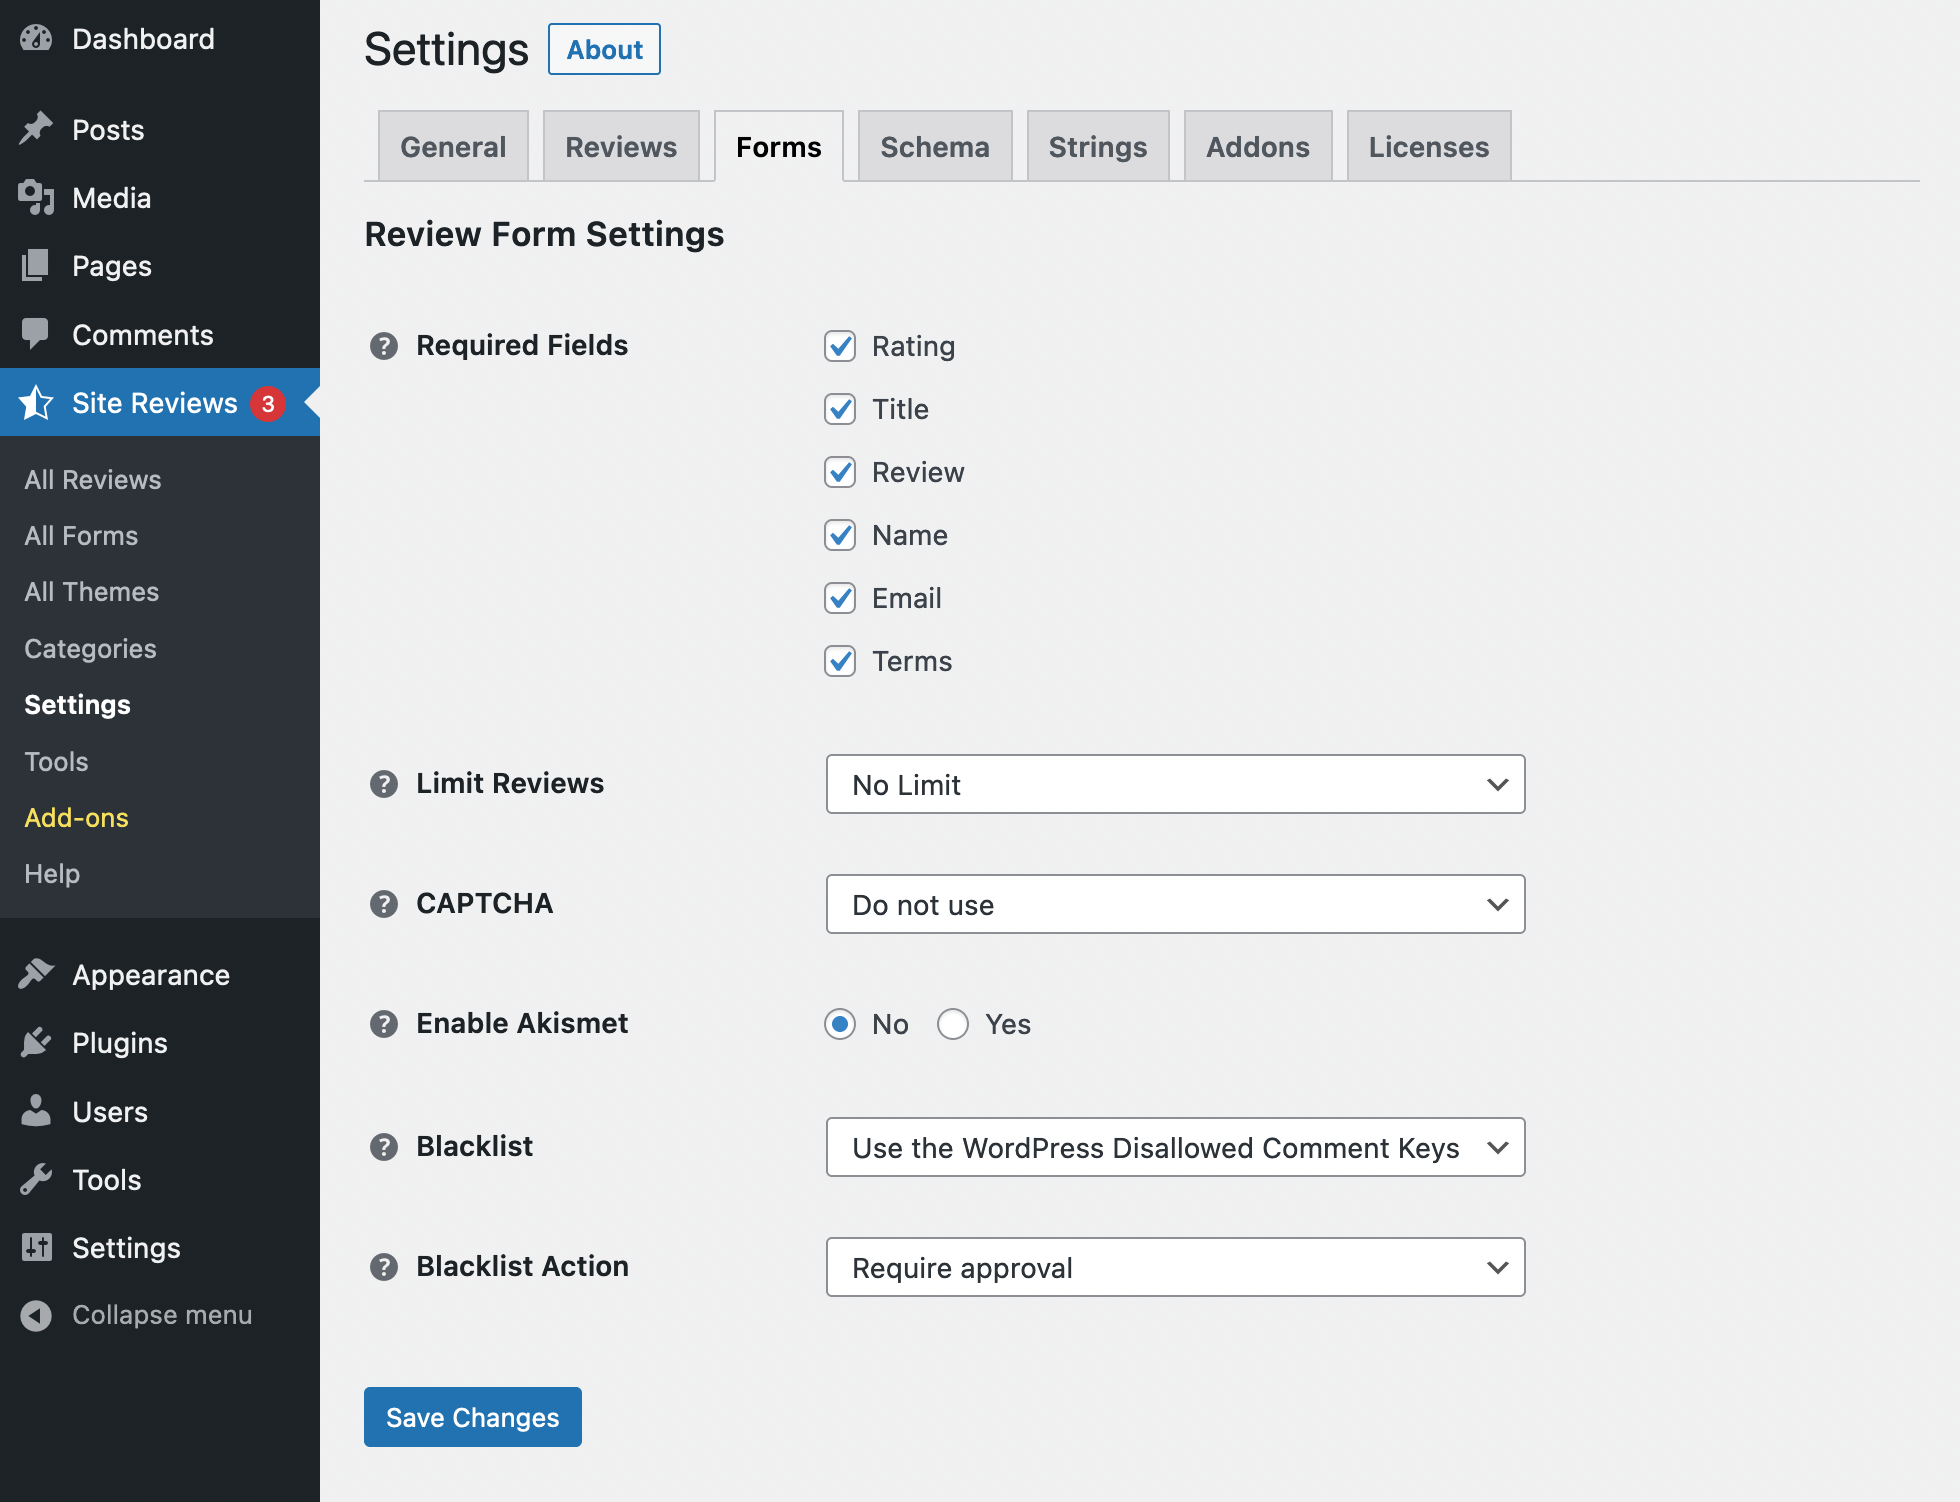 Dashboard
Posts
Media
Pages
Comments
Site Reviews 3
All Reviews
All Forms
All Themes
Categories
Settings
Tools
Add-ons
Help
Appearance
Plugins
Users
Tools
Settings
Collapse menu
Settings About
General Reviews Forms Schema Strings Addons Licenses
Review Form Settings
? Required Fields
Rating
Title
Review
Name
Email
Terms
? Limit Reviews No Limit
? CAPTCHA Do not use
? Enable Akismet No Yes
? Blacklist Use the WordPress Disallowed Comment Keys
? Blacklist Action Require approval
Save Changes